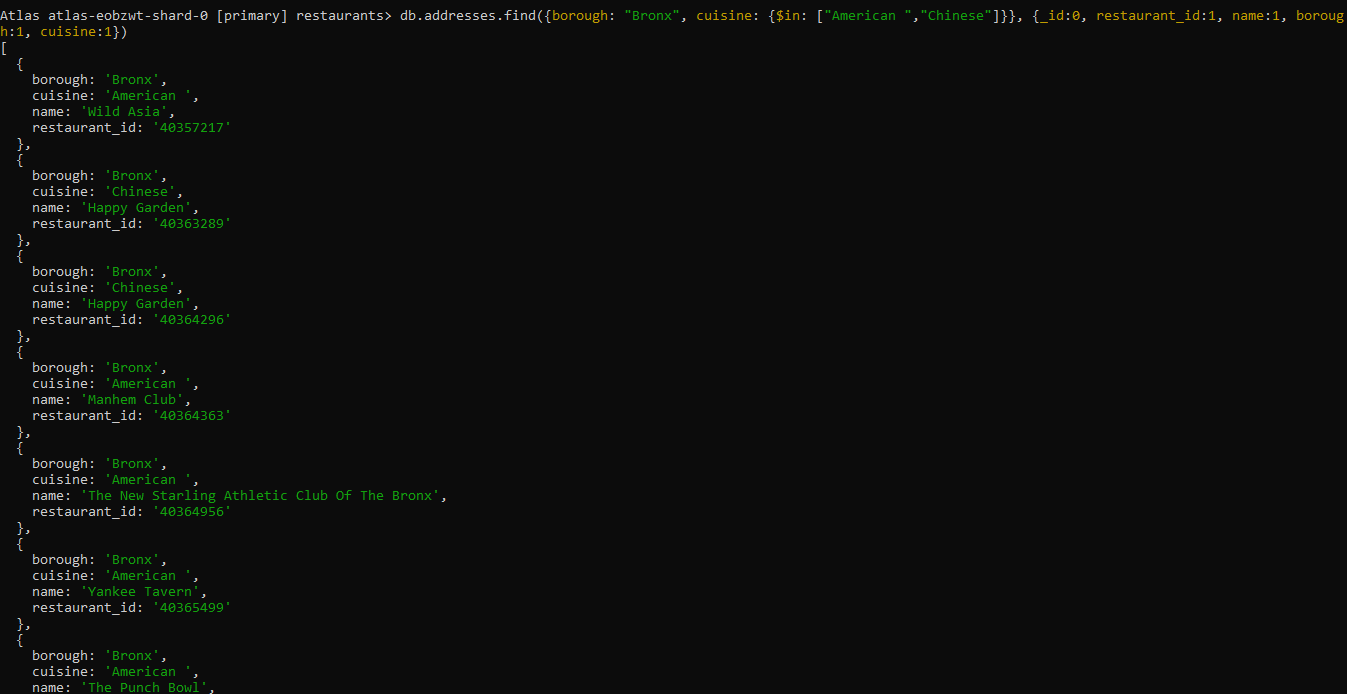 Atlas atlas-eobzwt-shard-0 [primary] restaurants> db.addresses.find({borough: "Bronx", cuisine: {$in: ["American ","Chinese"]}}, {_id:0, restaurant_id:1, name:1, boroug
h:1, cuisine:1})
[
  {
    borough: 'Bronx',
    cuisine: 'American ',
    name: 'Wild Asia',
    restaurant_id: '40357217'
  },
  {
    borough: 'Bronx',
    cuisine: 'Chinese',
    name: 'Happy Garden',
    restaurant_id: '40363289'
  },
  {
    borough: 'Bronx',
    cuisine: 'Chinese',
    name: 'Happy Garden',
    restaurant_id: '40364296'
  },
  {
    borough: 'Bronx',
    cuisine: 'American ',
    name: 'Manhem Club',
    restaurant_id: '40364363'
  },
  {
    borough: 'Bronx',
    cuisine: 'American ',
    name: 'The New Starling Athletic Club Of The Bronx',
    restaurant_id: '40364956'
  },
  {
    borough: 'Bronx',
    cuisine: 'American ',
    name: 'Yankee Tavern',
    restaurant_id: '40365499'
  },
  {
    borough: 'Bronx',
    cuisine: 'American ',
    name: 'The Punch Bowl',